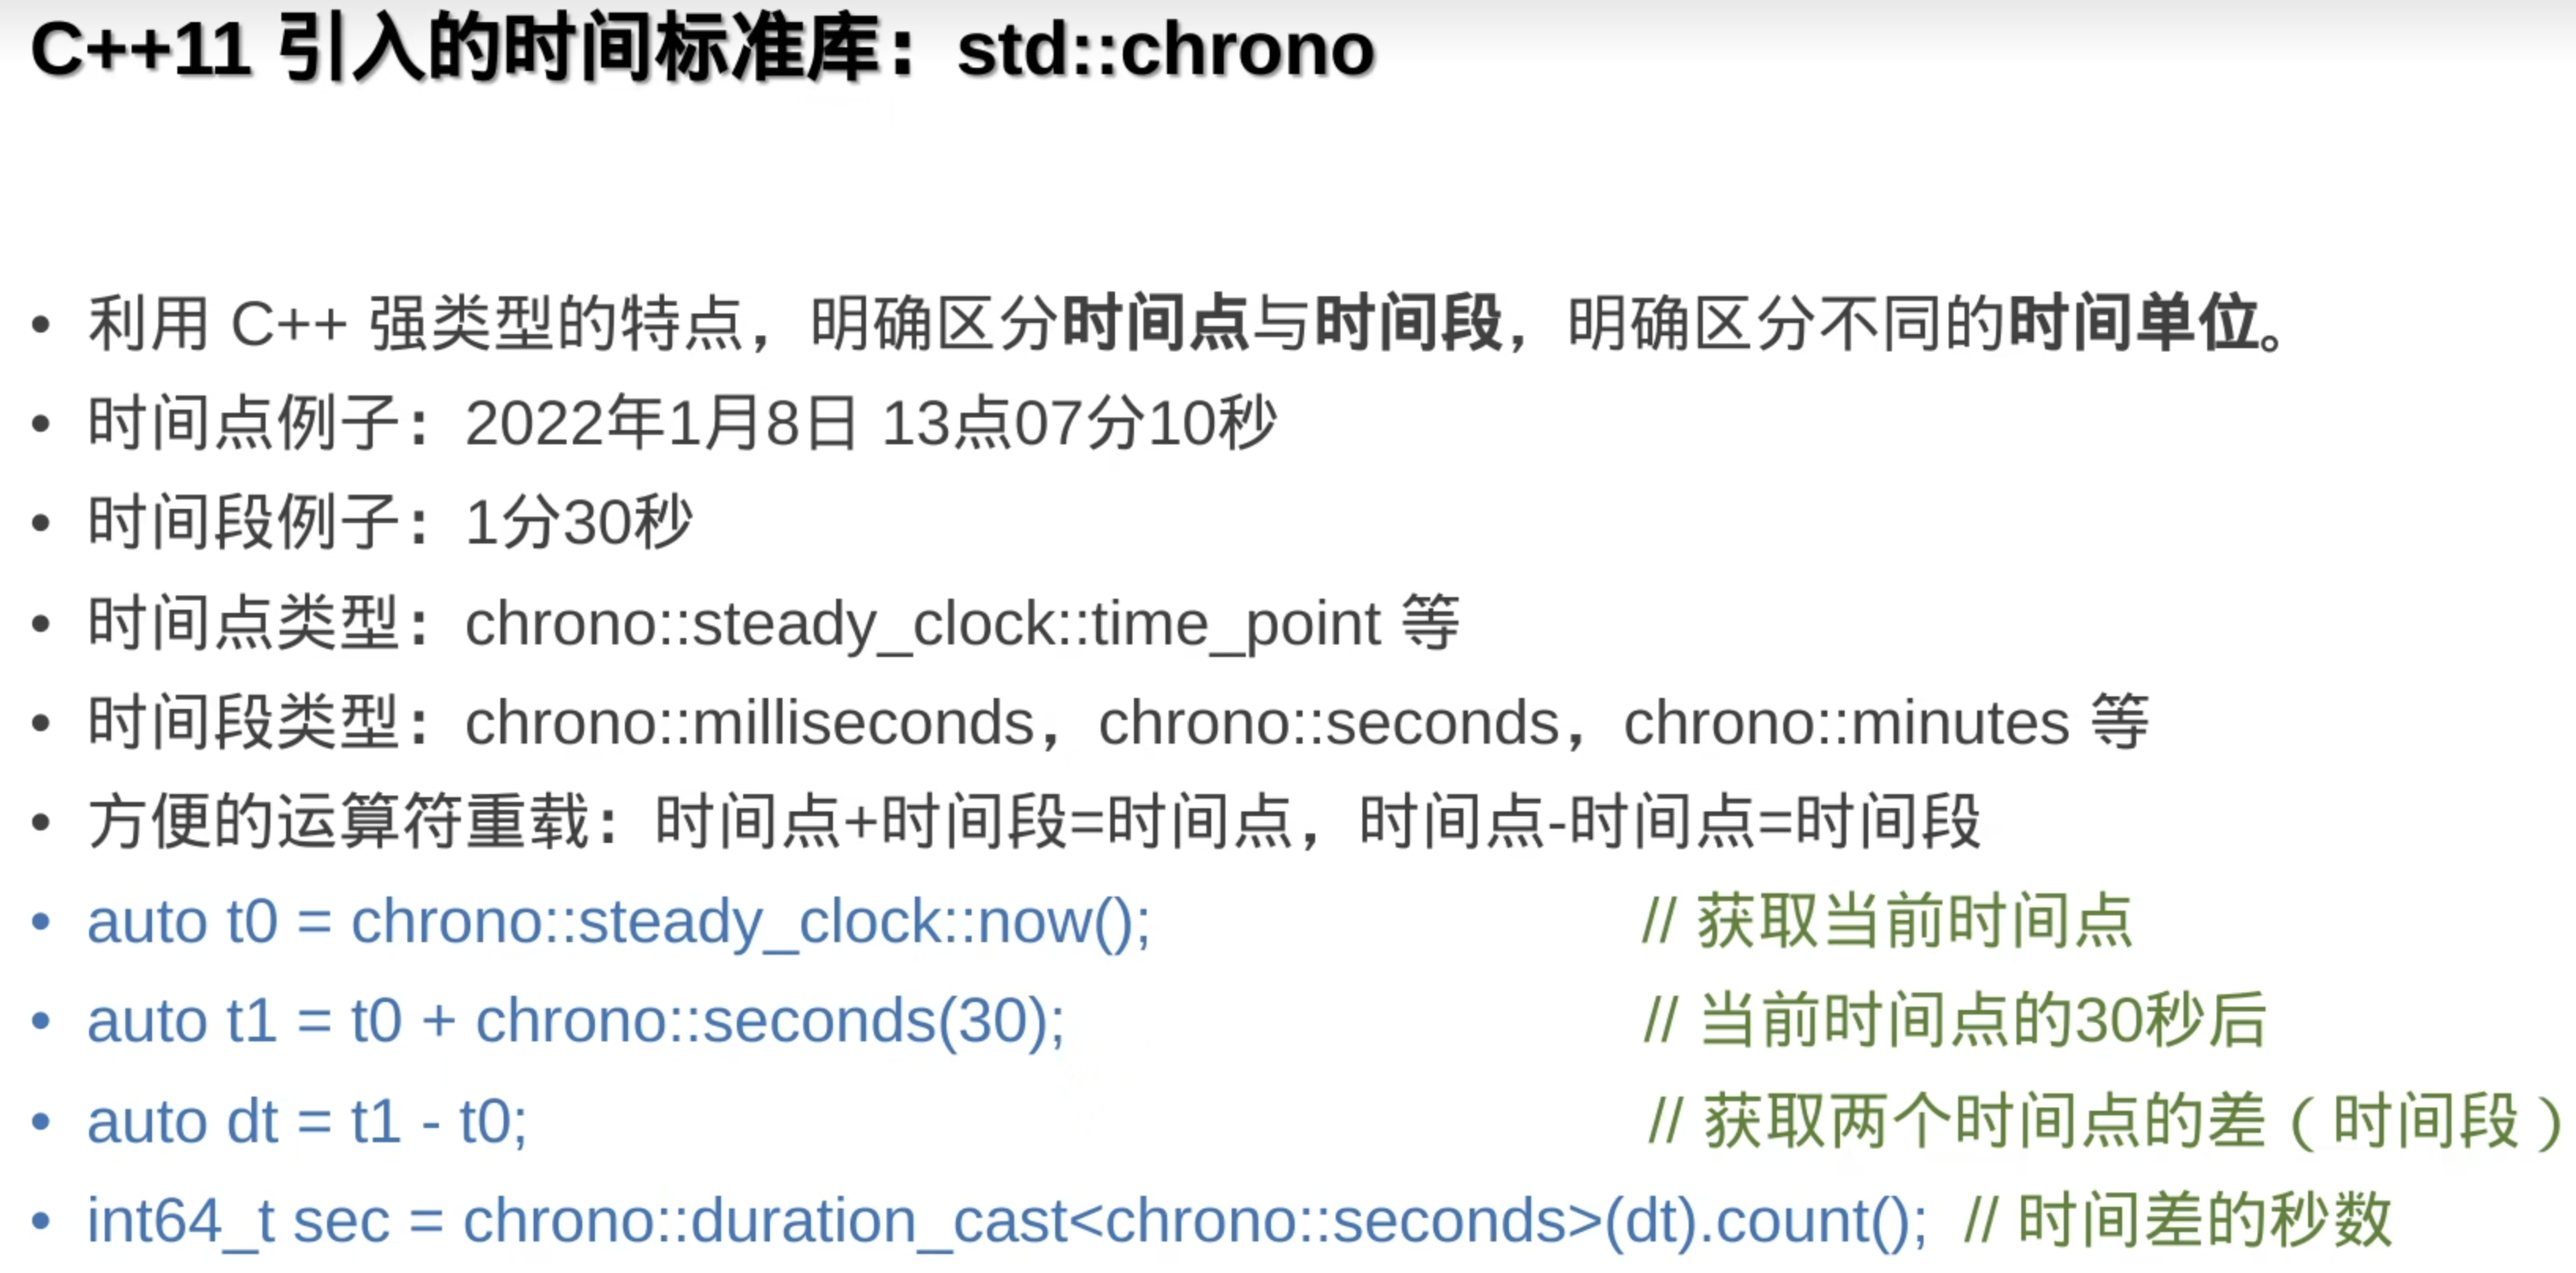 C++11 引入的时间标准库：std::chrono
• 利用 C++ 强类型的特点，明确区分时间点与时间段，明确区分不同的时间单位。
• 时间点例子：2022年1月8日 13点07分10秒
• 时间段例子：1分30秒
• 时间点类型：chrono::steady_clock::time_point 等
• 时间段类型：chrono::milliseconds，chrono::seconds，chrono::minutes 等
• 方便的运算符重载：时间点+时间段=时间点，时间点-时间点=时间段
• auto t0 = chrono::steady_clock::now(); // 获取当前时间点
• auto t1 = t0 + chrono::seconds(30); // 当前时间点的30秒后
• auto dt = t1 - t0; // 获取两个时间点的差（时间段）
• int64_t sec = chrono::duration_cast<chrono::seconds>(dt).count(); // 时间差的秒数